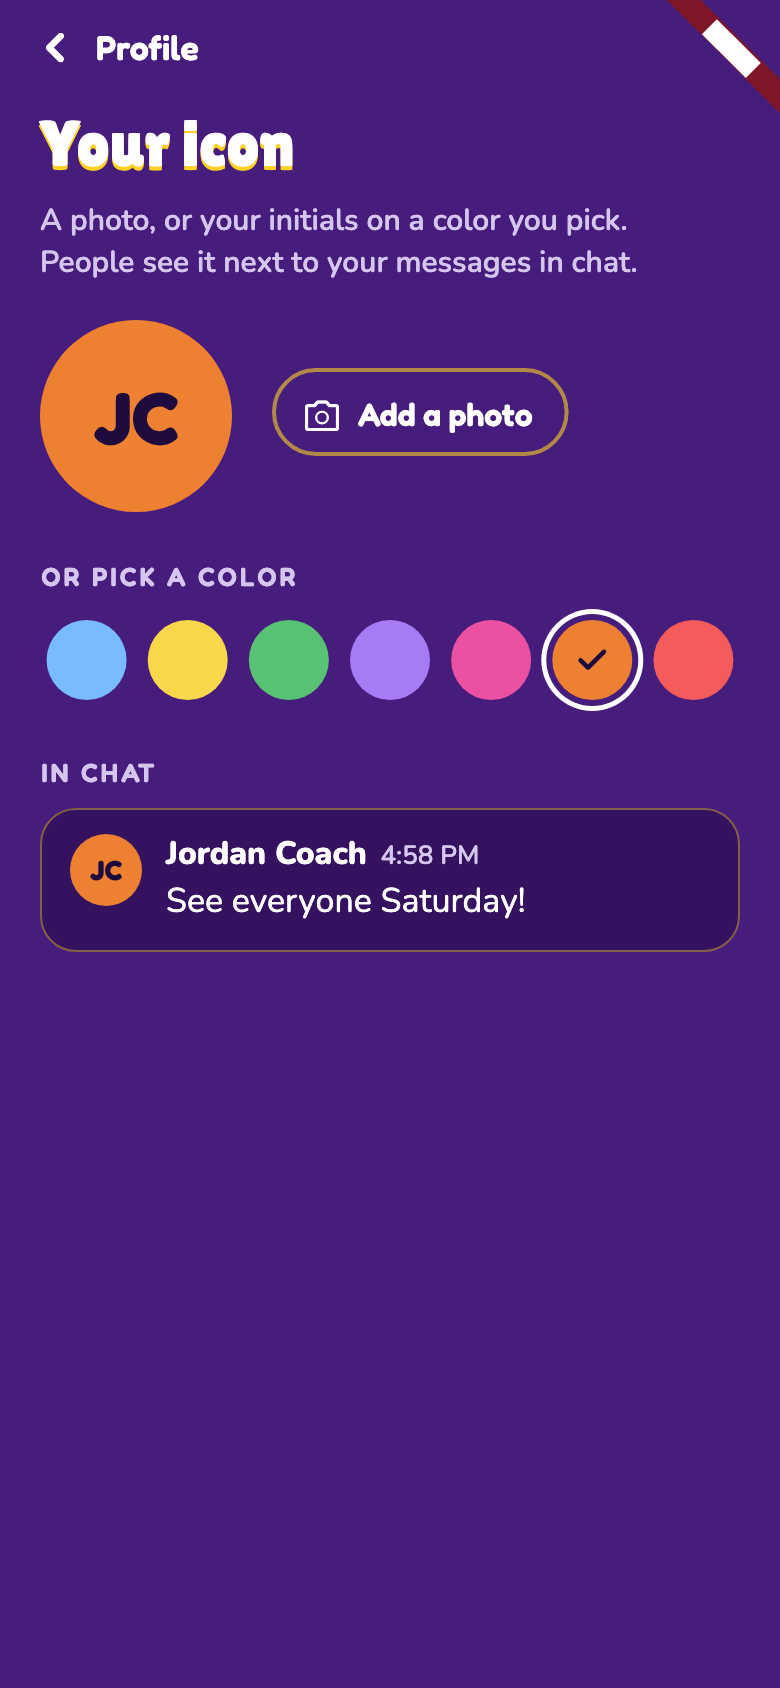 Profile
Your icon
A photo, or your initials on a color you pick.
People see it next to your messages in chat.
JC
Add a photo
OR PICK A COLOR
IN CHAT
JC
Jordan Coach 4:58 PM
See everyone Saturday!